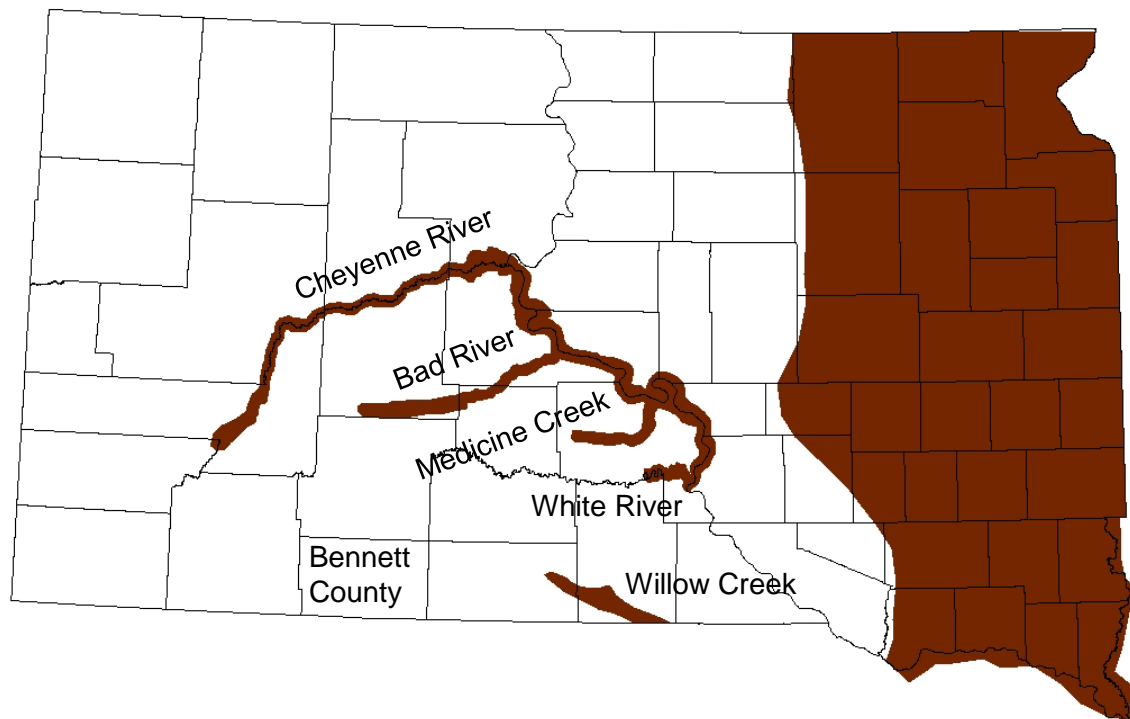 Cheyenne River
Bad River
Medicine Creek
White River
Bennett
County
Willow Creek